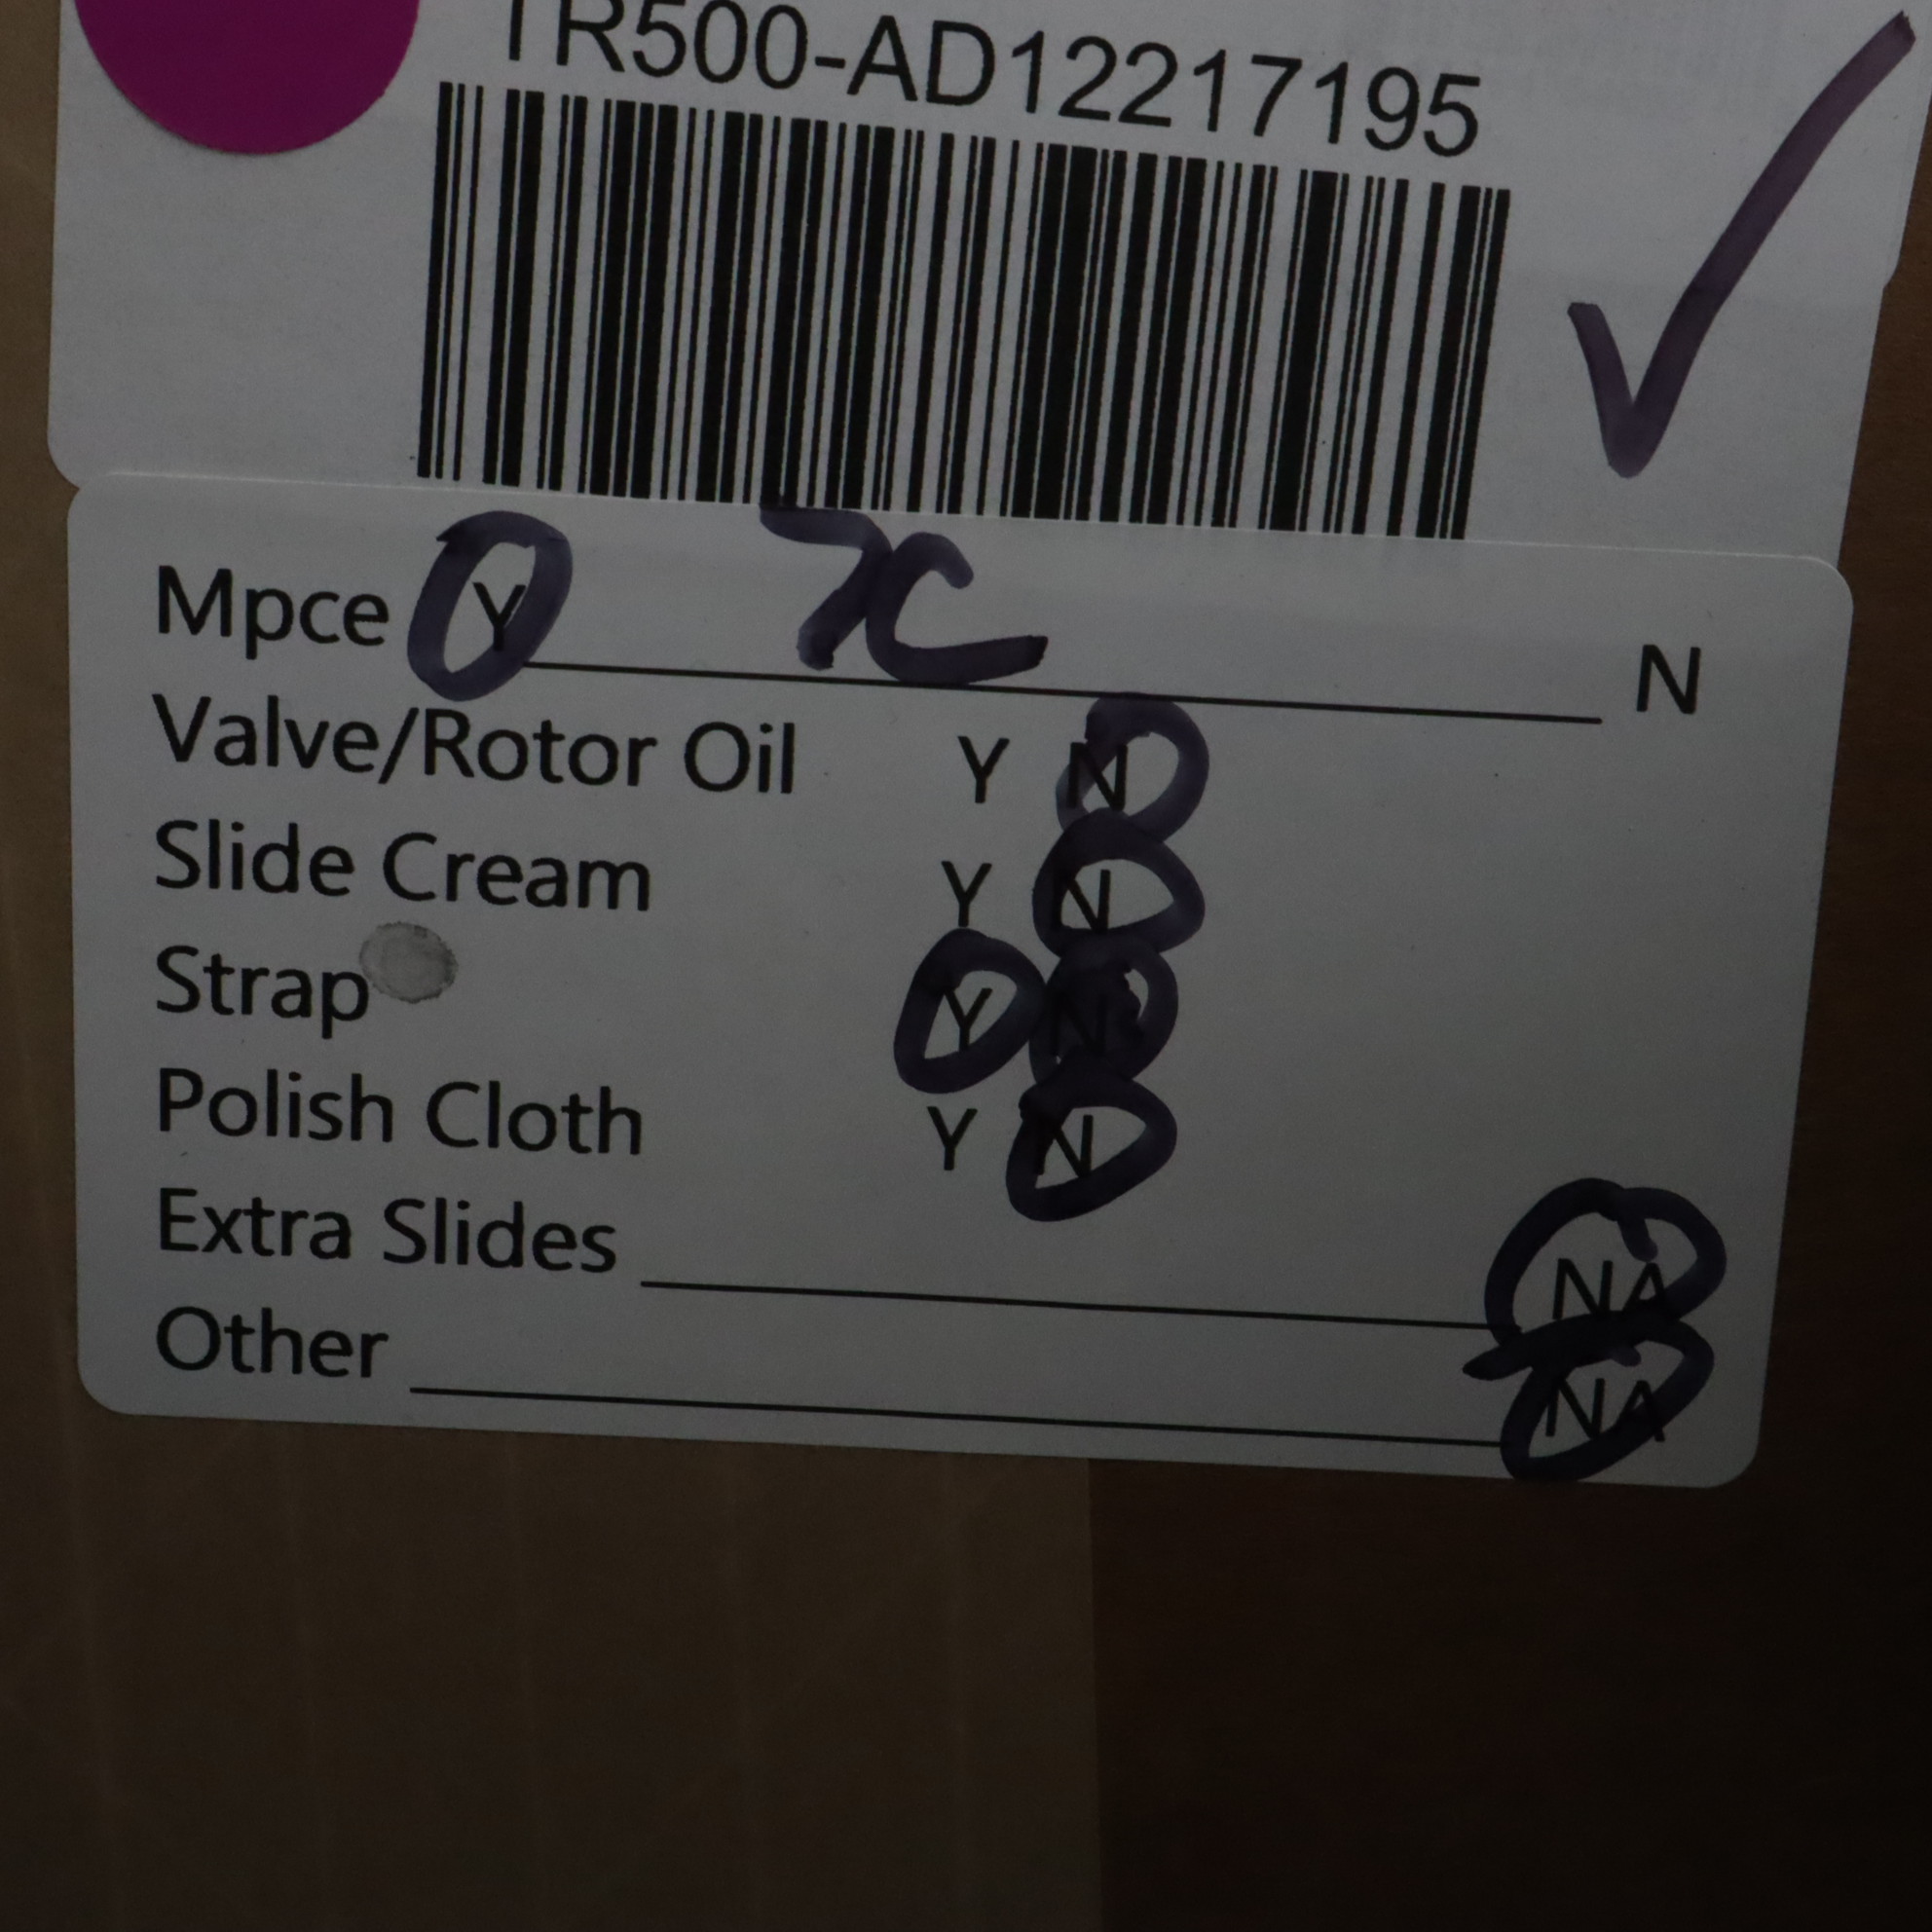 TR500-AD12217195
Mpce Y 7C N
Valve/Rotor Oil Y N
Slide Cream Y N
Strap Y N
Polish Cloth Y N
Extra Slides NA
Other NA